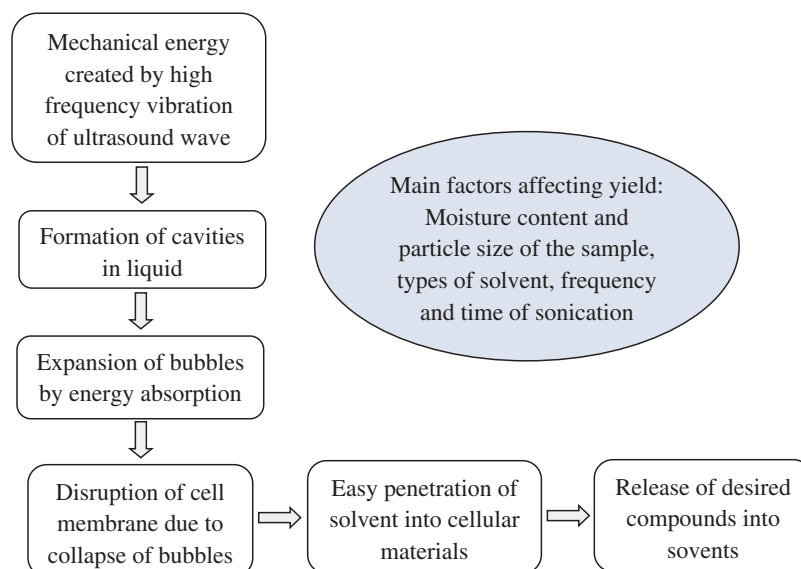 Mechanical energy
created by high
frequency vibration
of ultrasound wave
Formation of cavities
in liquid
Expansion of bubbles
by energy absorption
Disruption of cell
membrane due to
collapse of bubbles
Easy penetration of
solvent into cellular
materials
Release of desired
compounds into
sovents
Main factors affecting yield:
Moisture content and
particle size of the sample,
types of solvent, frequency
and time of sonication